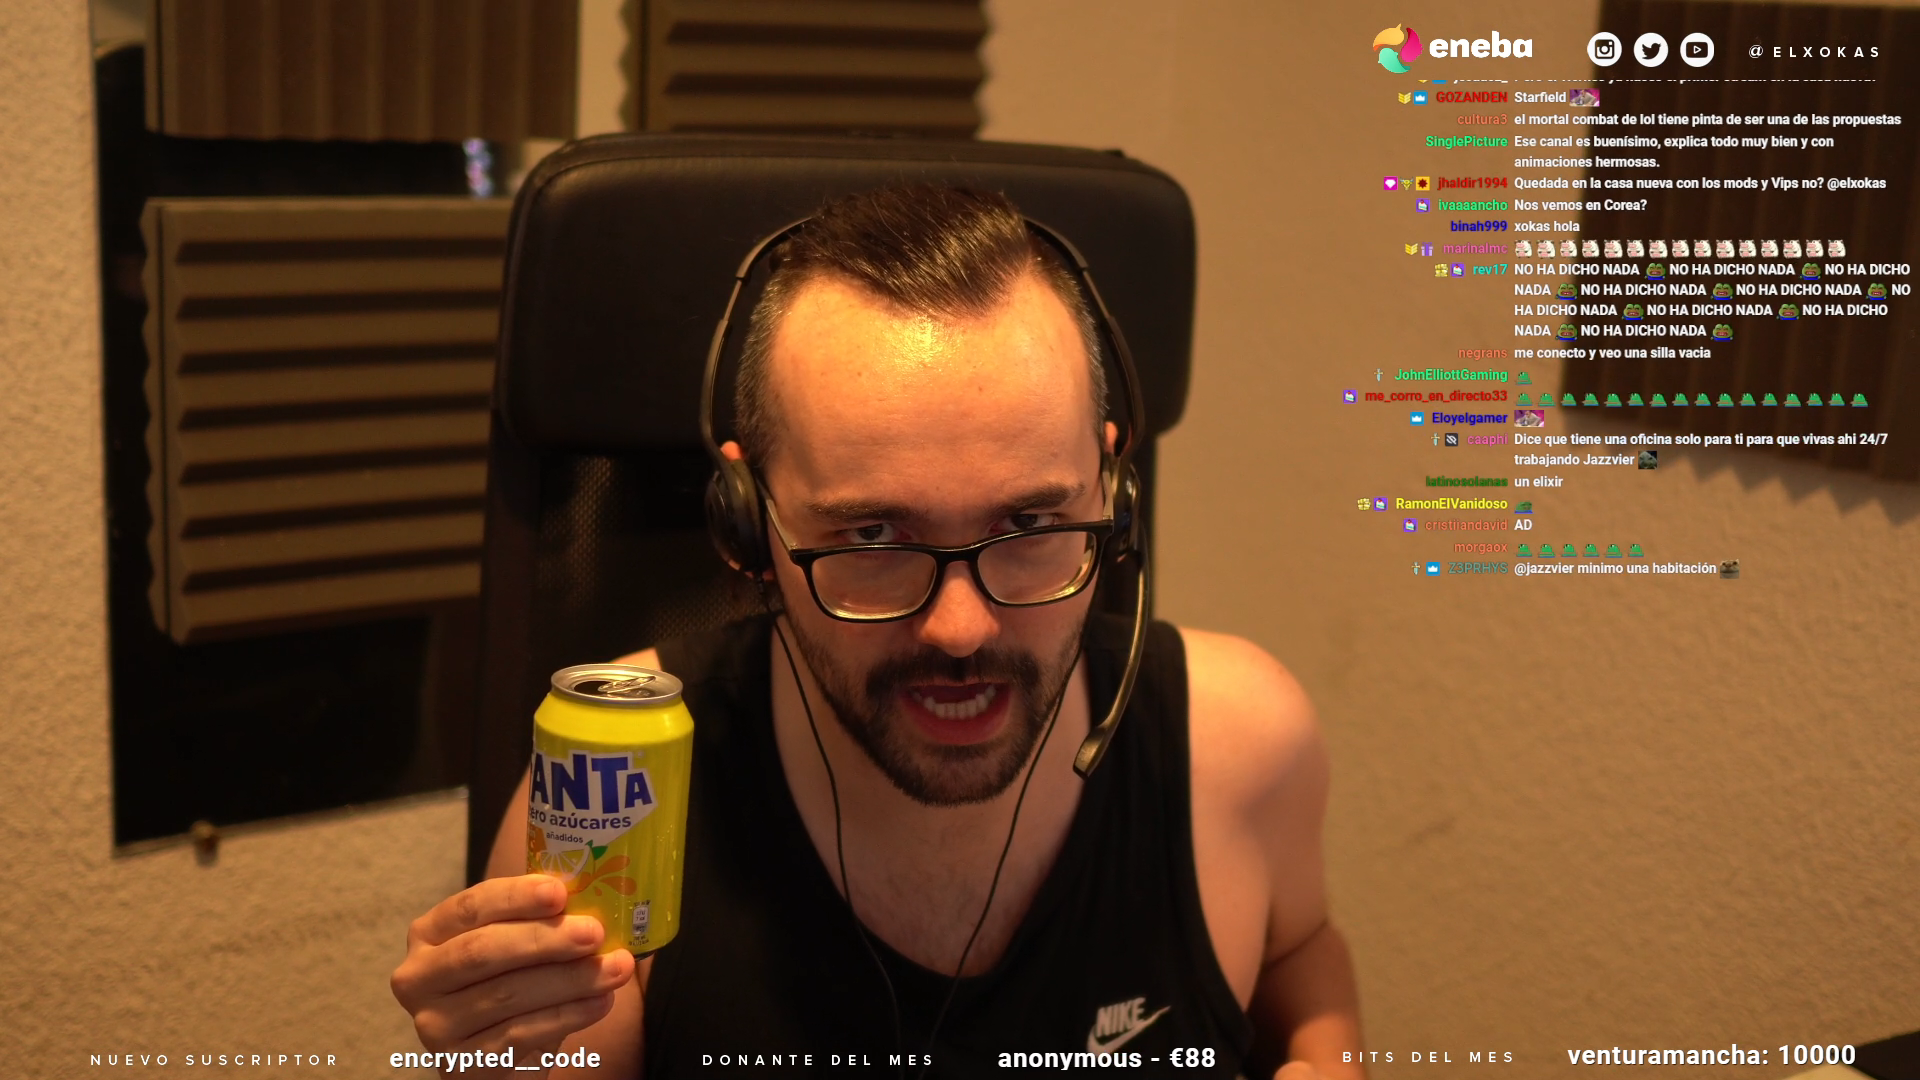 eneba
@ELXOKAS
GOZANDEN Starfield
cultura3 el mortal combat de lol tiene pinta de ser una de las propuestas
SinglePicture Ese canal es buenísimo, explica todo muy bien y con
animaciones hermosas.
jhaldir1994 Quedada en la casa nueva con los mods y Vips no? @elxokas
ivaaaancho Nos vemos en Corea?
binah999 xokas hola
marinalmc
rev17 NO HA DICHO NADA NO HA DICHO NADA NO HA DICHO
NADA NO HA DICHO NADA NO HA DICHO NADA NO
HA DICHO NADA NO HA DICHO NADA NO HA DICHO
NADA NO HA DICHO NADA
negrans me conecto y veo una silla vacia
JohnElliottGaming
me_corro_en_directo33
Eloyelgamer
caaphi Dice que tiene una oficina solo para ti para que vivas ahi 24/7
trabajando Jazzvier
latinosolanas un elixir
RamonElVanidoso
cristiiandavid AD
morgaox
Z3PRHYS @jazzvier minimo una habitación
ANTA
ero azúcares
añadidos
NIKE
NUEVO SUSCRIPTOR encrypted__code DONANTE DEL MES anonymous - €88 BITS DEL MES venturamancha: 10000